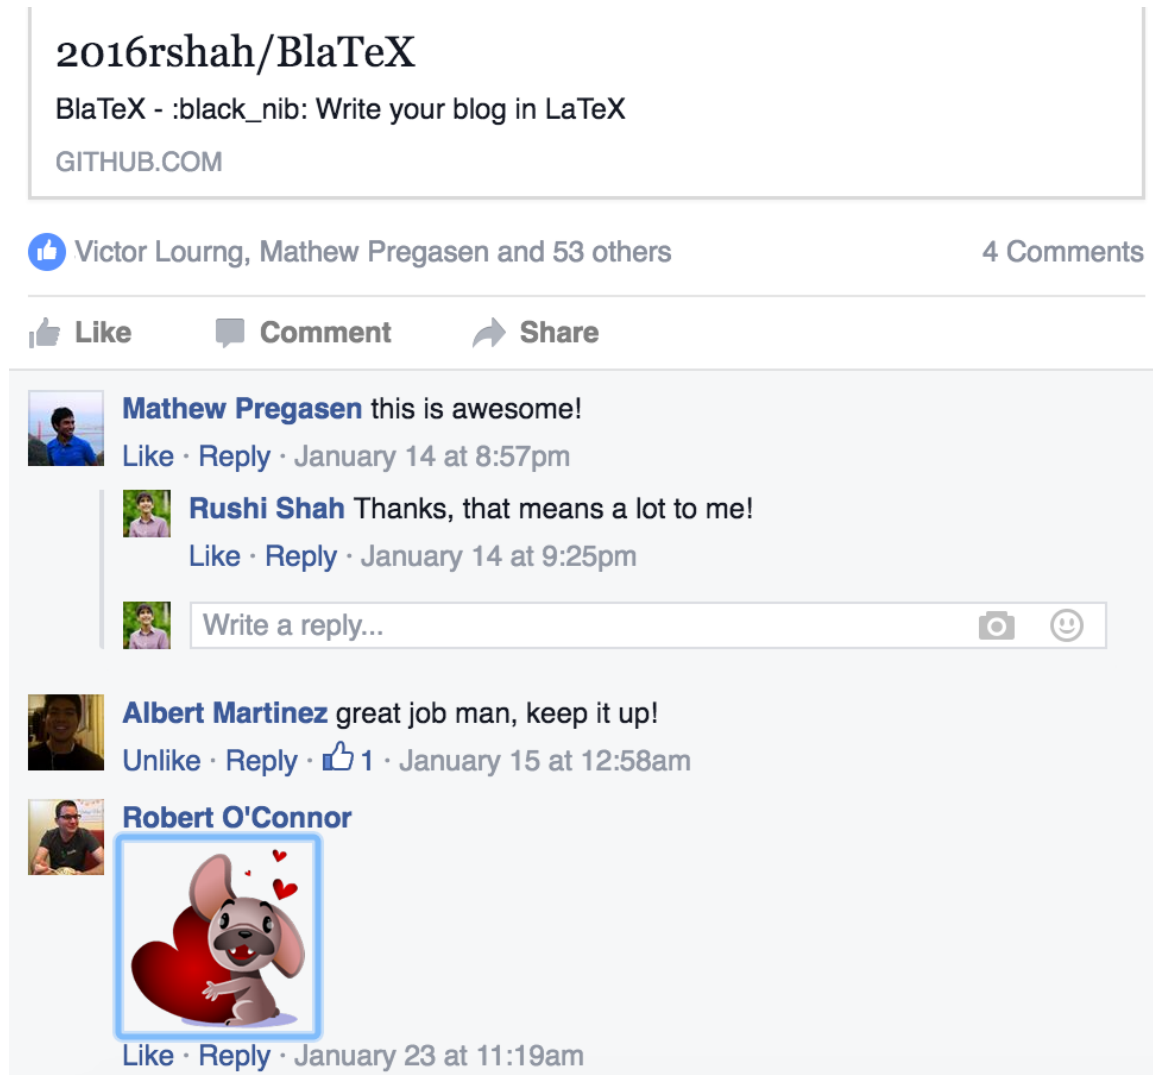 2016rshah/BlaTeX
BlaTeX - :black_nib: Write your blog in LaTeX
GITHUB.COM
Victor Lourng, Mathew Pregasen and 53 others 4 Comments
Like Comment Share
Mathew Pregasen this is awesome!
Like · Reply · January 14 at 8:57pm
Rushi Shah Thanks, that means a lot to me!
Like · Reply · January 14 at 9:25pm
Write a reply...
Albert Martinez great job man, keep it up!
Unlike · Reply · 1 · January 15 at 12:58am
Robert O'Connor
Like · Reply · January 23 at 11:19am